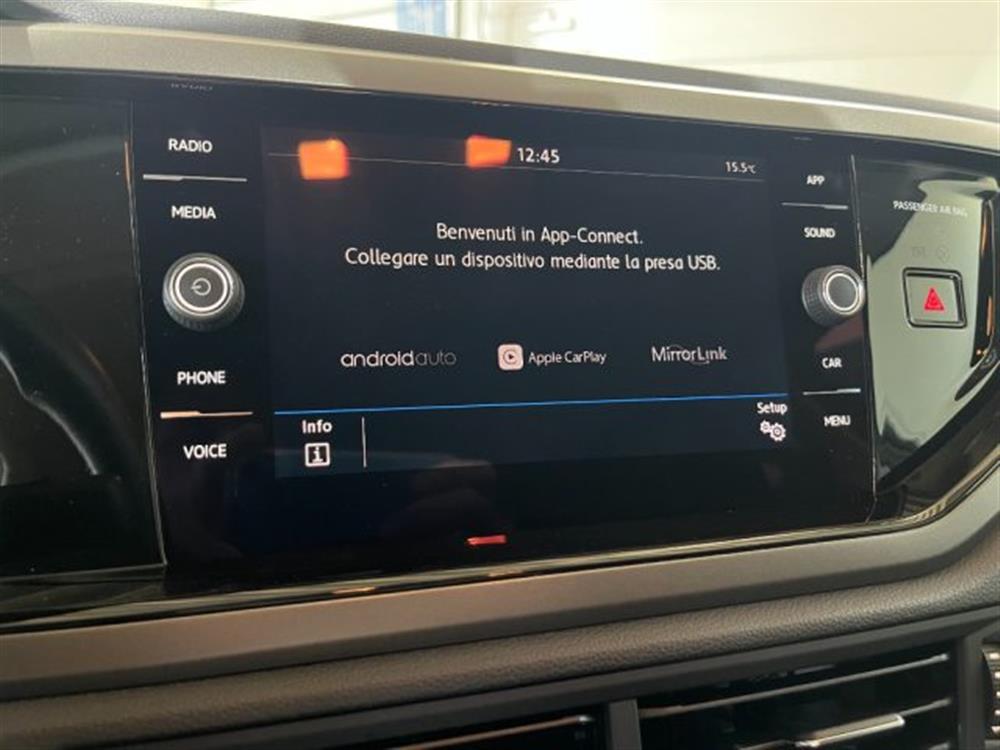 RADIO
MEDIA
PHONE
VOICE
12:45
15.5°C
Benvenuti in App-Connect.
Collegare un dispositivo mediante la presa USB.
androidauto
Apple CarPlay
MirrorLink
Info
i
Setup
APP
SOUND
CAR
MENU
PASSENGER AIR BAG